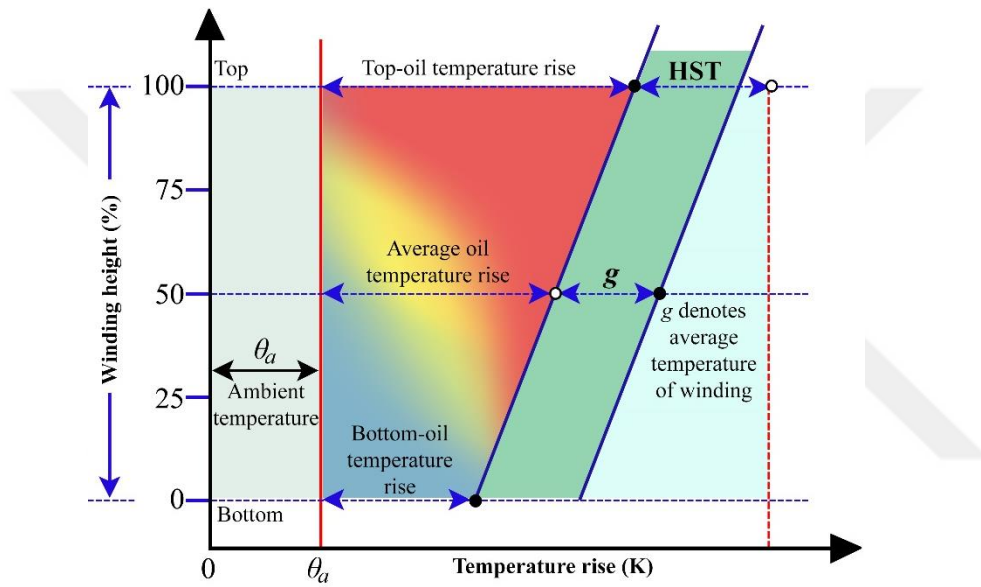 Top
Top-oil temperature rise
HST
100
75
Winding height (%)
Average oil
temperature rise
g
50
g denotes
average
temperature
of winding
θa
Ambient
temperature
25
Bottom-oil
temperature
rise
0
Bottom
0
θa
Temperature rise (K)